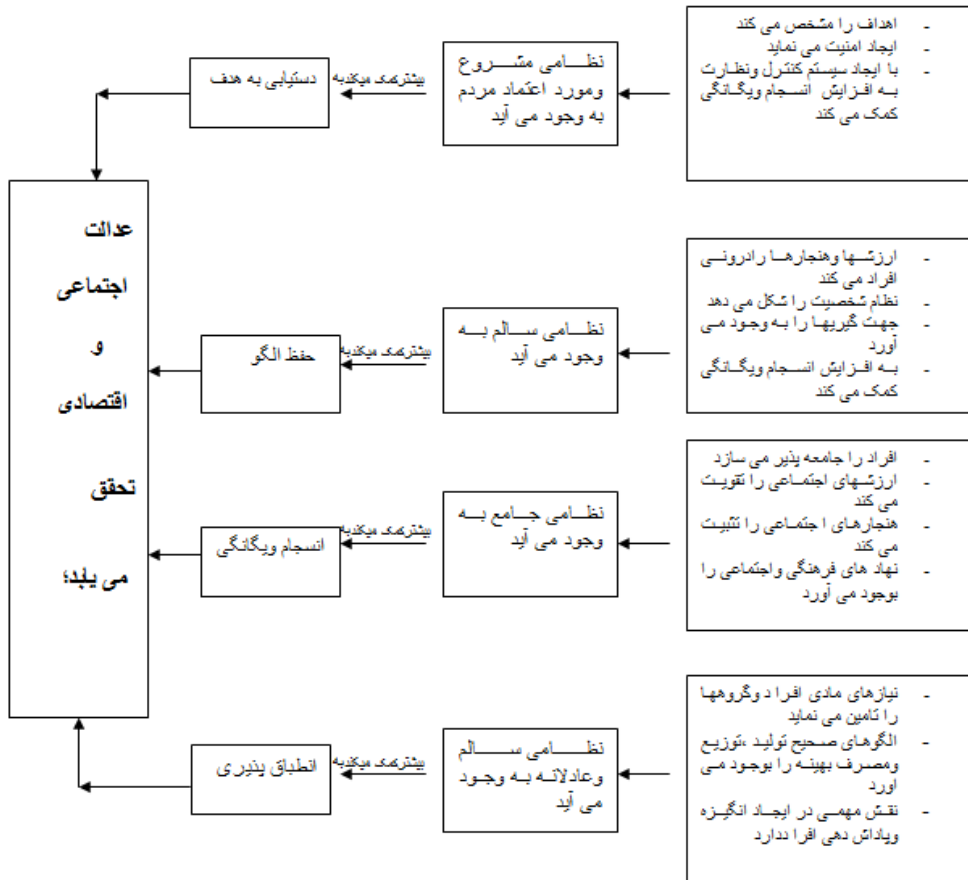 - اهداف را مشخص می کند
- ایجاد امنیت می نماید
- با ایجاد سیستم کنترل ونظارت
به افزایش انسجام ویگانگی
کمک می کند
نظامی مشروع
ومورد اعتماد مردم
به وجود می آید
بیشترکمک میکندبه
دستیابی به هدف
- ارزشها وهنجارها رادرونی
افراد می کند
- نظام شخصیت را شکل می دهد
- جهت گیریها را به وجود می
آورد
- به افزایش انسجام ویگانگی
کمک می کند
نظامی سالم به
وجود می آید
بیشترکمک میکندبه
حفظ الگو
- افراد را جامعه پذیر می سازد
- ارزشهای اجتماعی را تقویت
می کند
- هنجارهای اجتماعی را تثبیت
می کند
- نهاد های فرهنگی واجتماعی را
بوجود می آورد
نظامی جامع به
وجود می آید
بیشترکمک میکندبه
انسجام ویگانگی
- نیازهای مادی افرا د وگروهها
را تامین می نماید
- الگوهای صحیح تولید ،توزیع
ومصرف بهینه را بوجود می
اورد
- نقش مهمی در ایجاد انگیزه
وپاداش دهی افرا ددارد
نظامی سالم
وعادلانه به وجود
می آید
بیشترکمک میکندبه
انطباق پذیری
عدالت
اجتماعی
و
اقتصادی
تحقق
می یابد؛